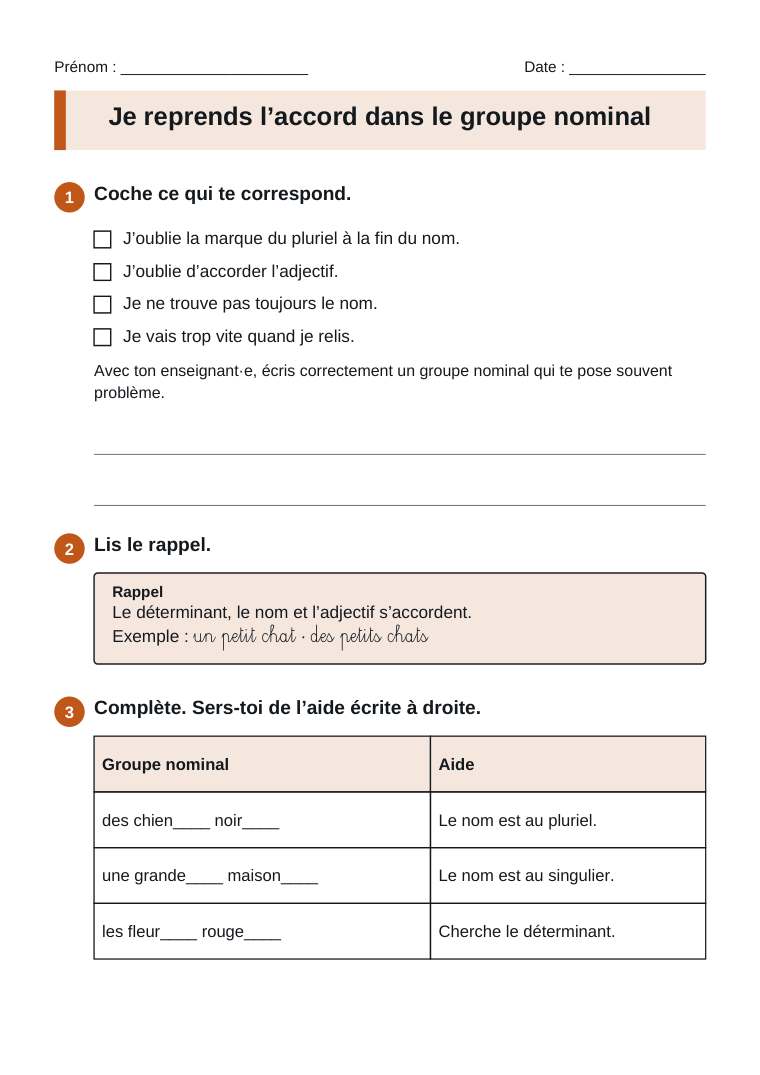 Prénom : ______________________ Date : ________________
Je reprends l’accord dans le groupe nominal
1 Coche ce qui te correspond.
J’oublie la marque du pluriel à la fin du nom.
J’oublie d’accorder l’adjectif.
Je ne trouve pas toujours le nom.
Je vais trop vite quand je relis.
Avec ton enseignant·e, écris correctement un groupe nominal qui te pose souvent
problème.
2 Lis le rappel.
Rappel
Le déterminant, le nom et l’adjectif s’accordent.
Exemple : un petit chat · des petits chats
3 Complète. Sers-toi de l’aide écrite à droite.
Groupe nominal Aide
des chien____ noir____ Le nom est au pluriel.
une grande____ maison____ Le nom est au singulier.
les fleur____ rouge____ Cherche le déterminant.